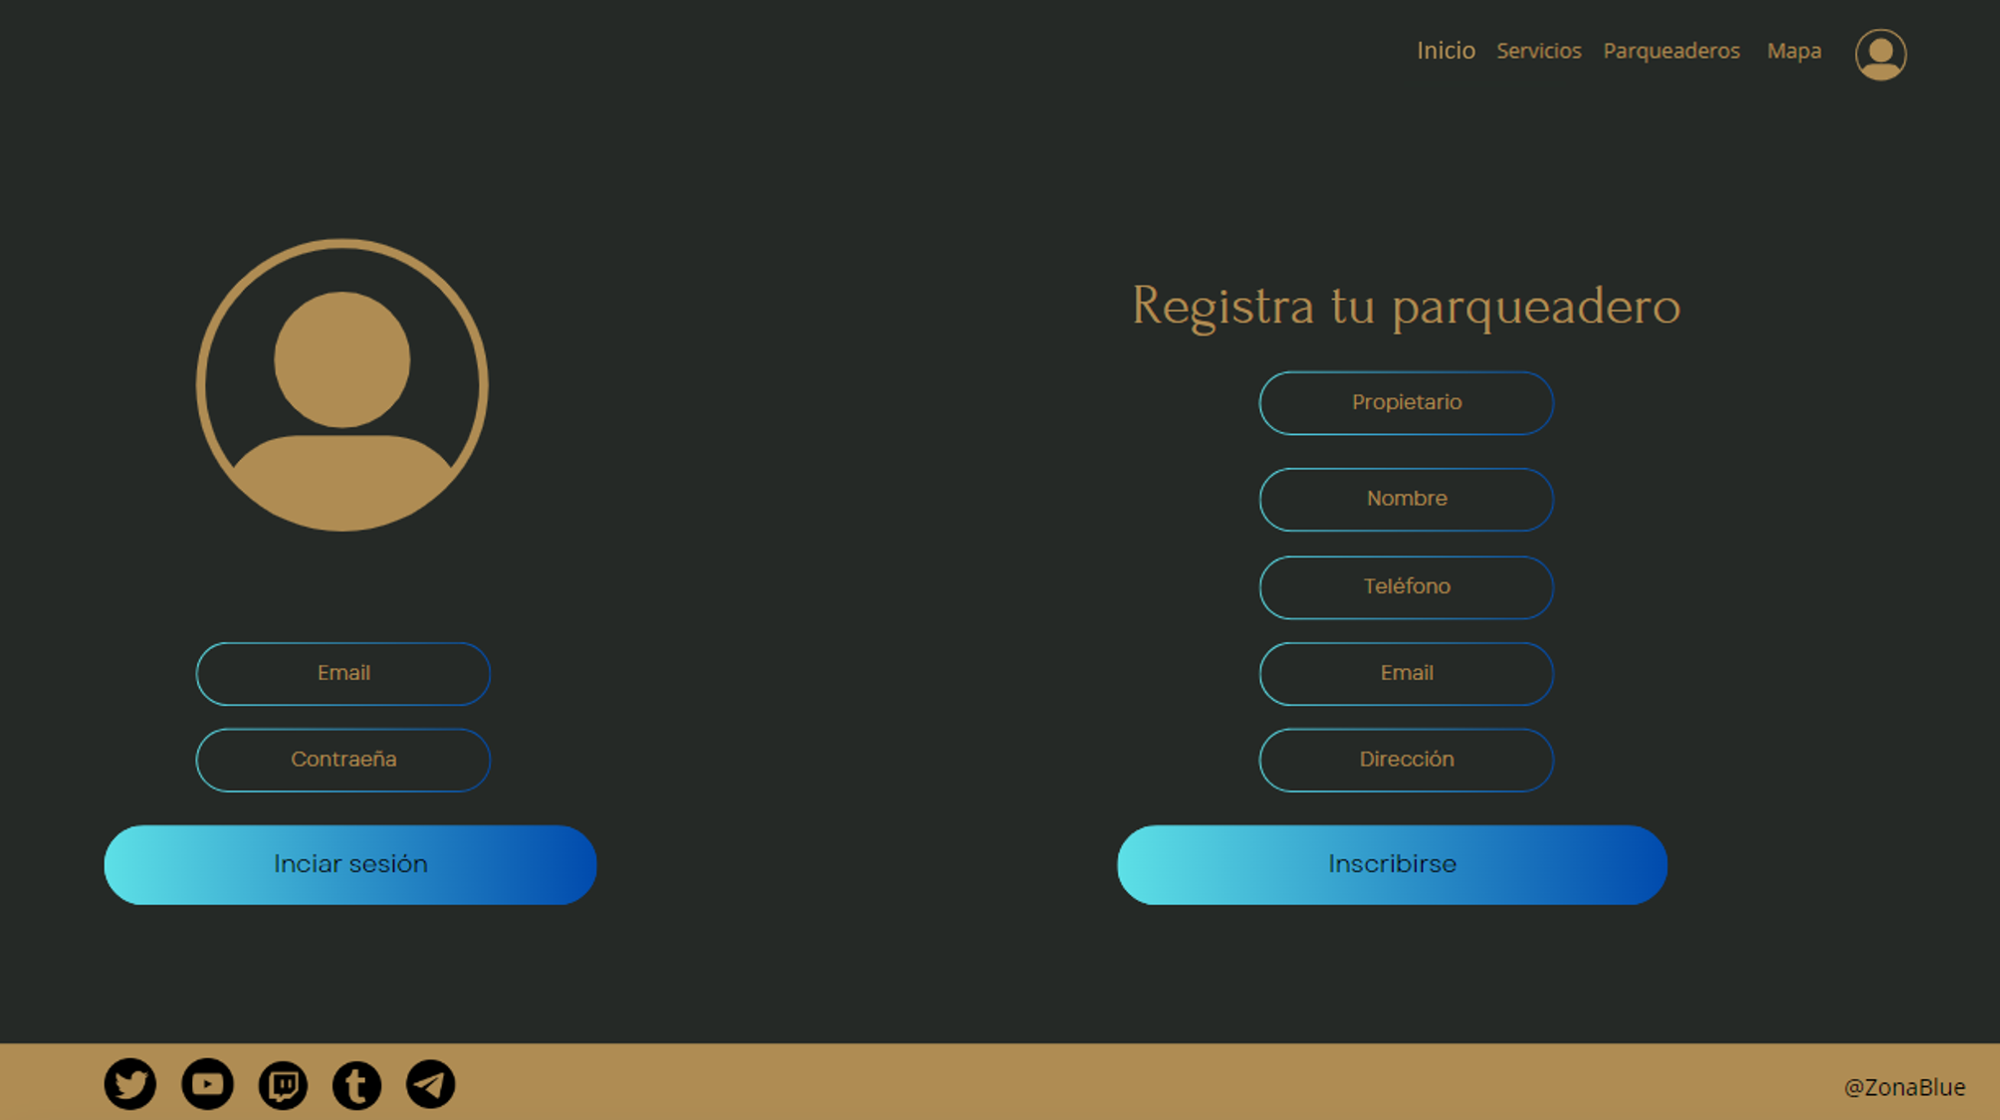 Inicio Servicios Parqueaderos Mapa
Registra tu parqueadero
Propietario
Nombre
Teléfono
Email
Dirección
Inscribirse
Email
Contraeña
Inciar sesión
@ZonaBlue